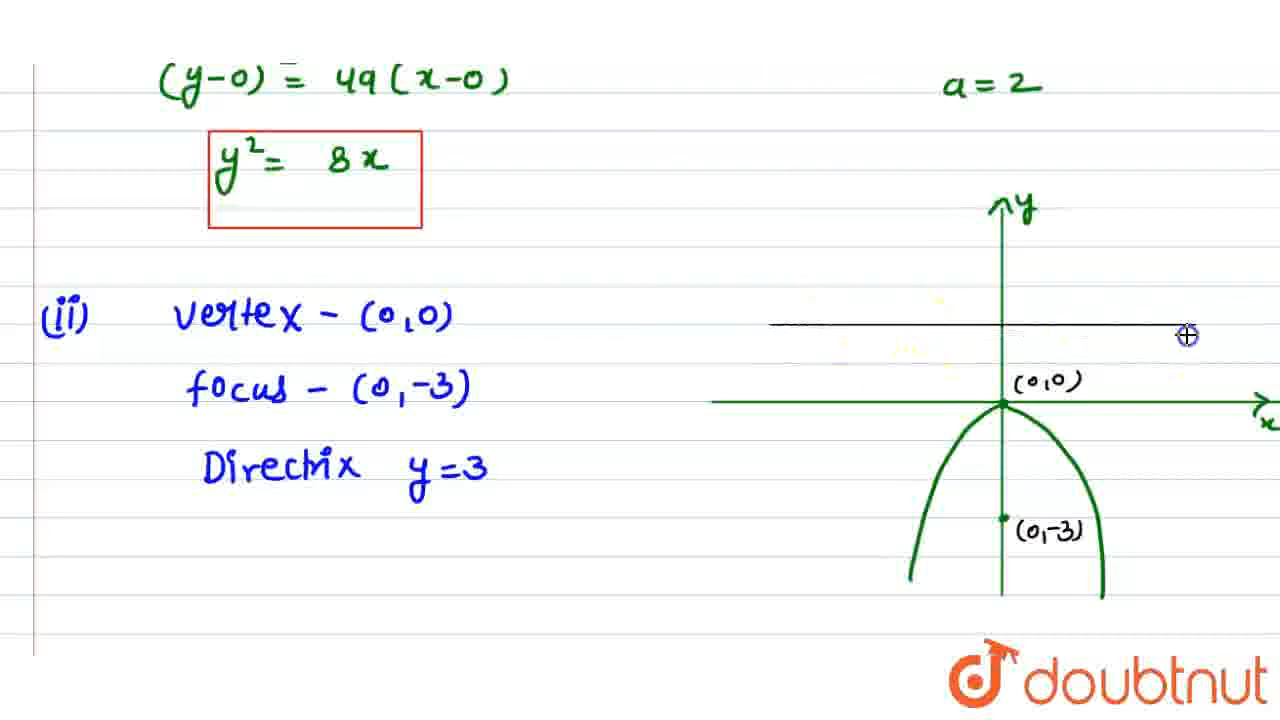 (y-0) = 4a(x-0)
a = 2
y² = 8x
y
(ii) Vertex - (0,0)
focus - (0,-3)
(0,0)
x
Directrix y = 3
(0,-3)
doubtnut